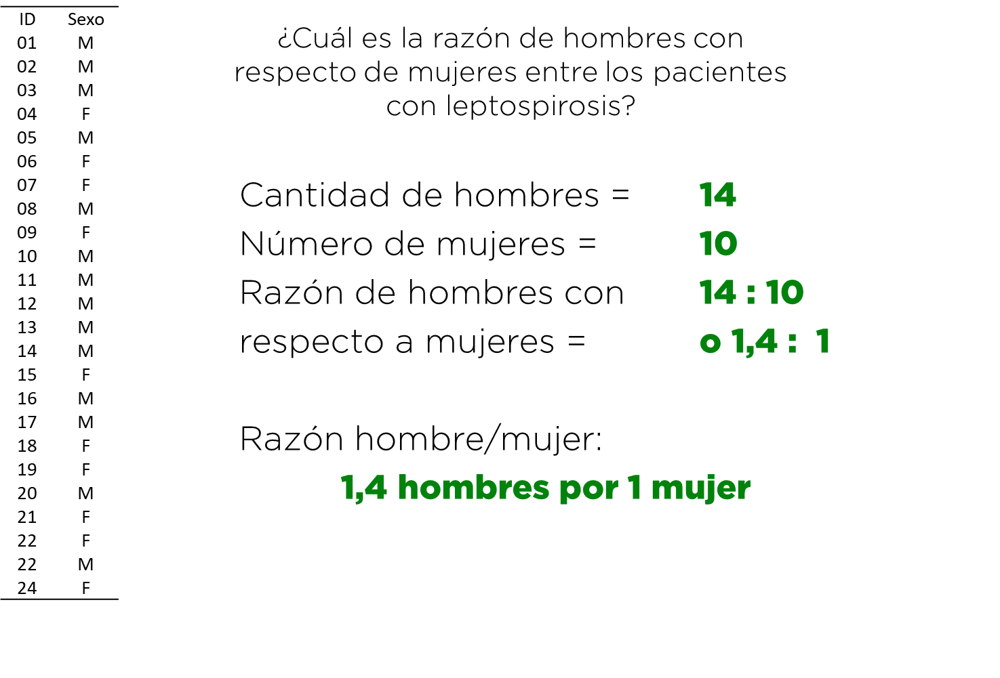 ID Sexo
01 M
02 M
03 M
04 F
05 M
06 F
07 F
08 M
09 F
10 M
11 M
12 M
13 M
14 M
15 F
16 M
17 M
18 F
19 F
20 M
21 F
22 F
22 M
24 F
¿Cuál es la razón de hombres con
respecto de mujeres entre los pacientes
con leptospirosis?
Cantidad de hombres = 14
Número de mujeres = 10
Razón de hombres con 14 : 10
respecto a mujeres = o 1,4 : 1
Razón hombre/mujer:
1,4 hombres por 1 mujer